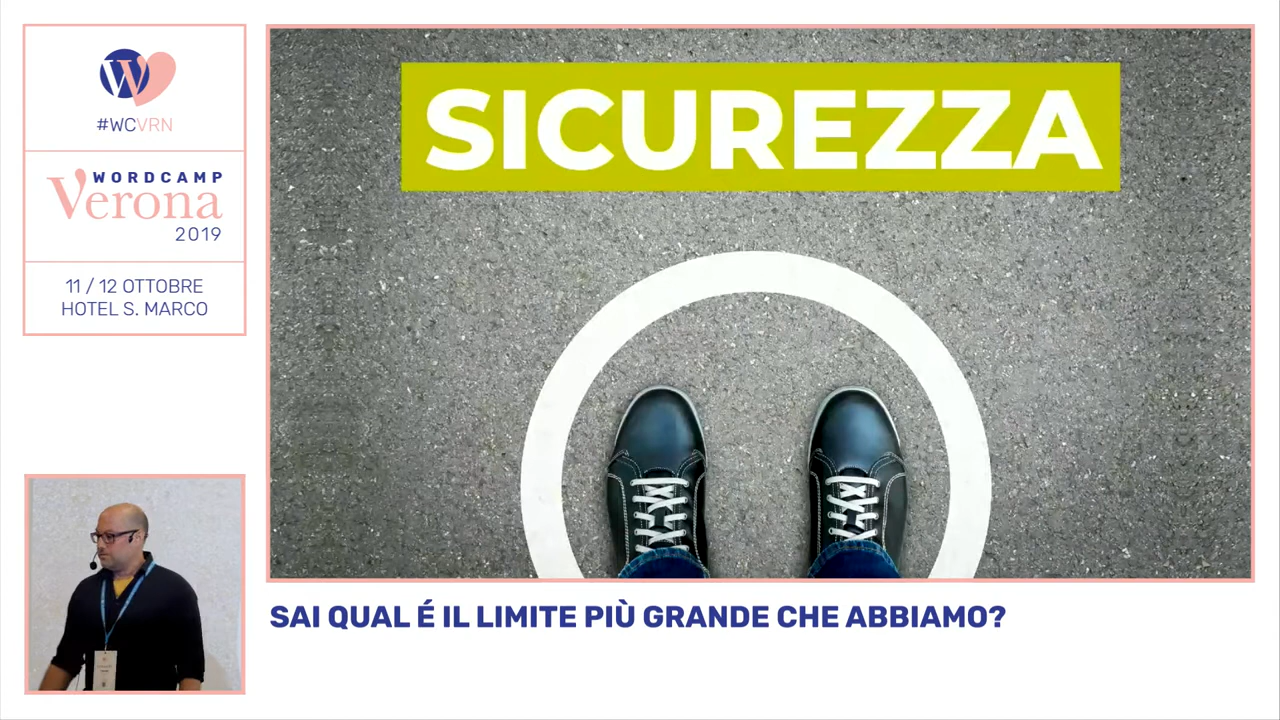 #WCVRN
WORDCAMP
Verona
2019
11 / 12 OTTOBRE
HOTEL S. MARCO
SICUREZZA
SAI QUAL É IL LIMITE PIÙ GRANDE CHE ABBIAMO?